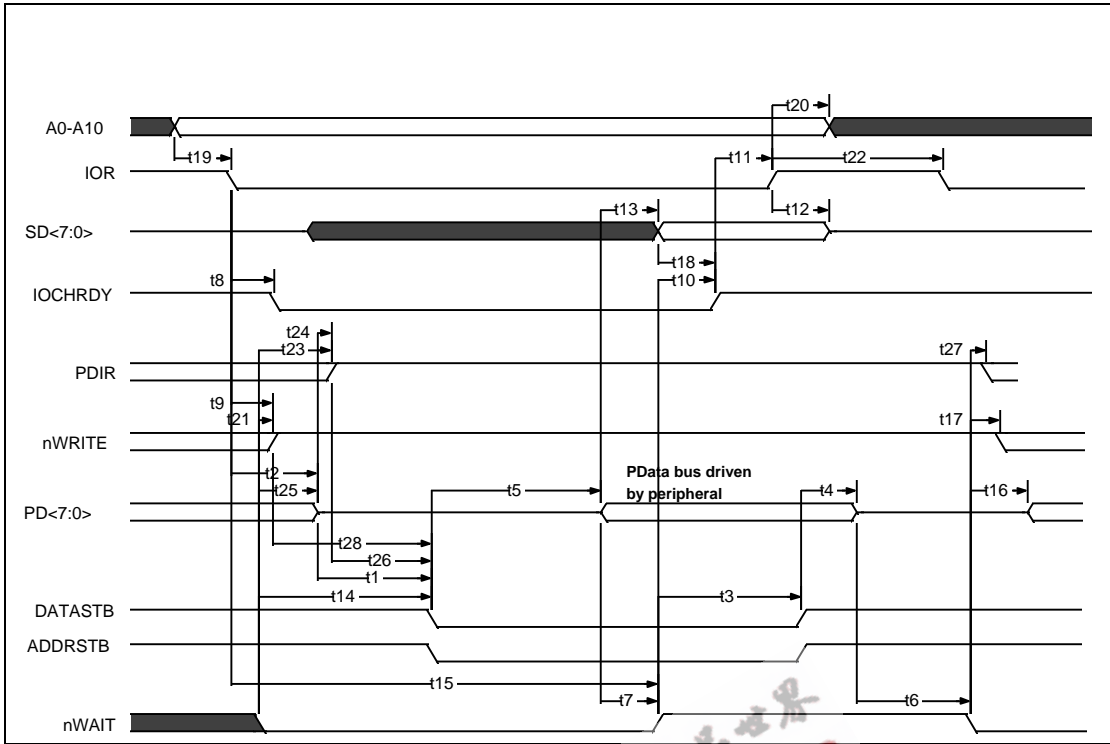 t20
A0-A10
t19
t11
t22
IOR
t13
t12
SD<7:0>
t18
t8
t10
IOCHRDY
t24
t23
t27
PDIR
t9
t21
t17
nWRITE
t2
PData bus driven
by peripheral
t25
t5
t4
t16
PD<7:0>
t28
t26
t1
t14
t3
DATASTB
ADDRSTB
t15
t7
t6
nWAIT